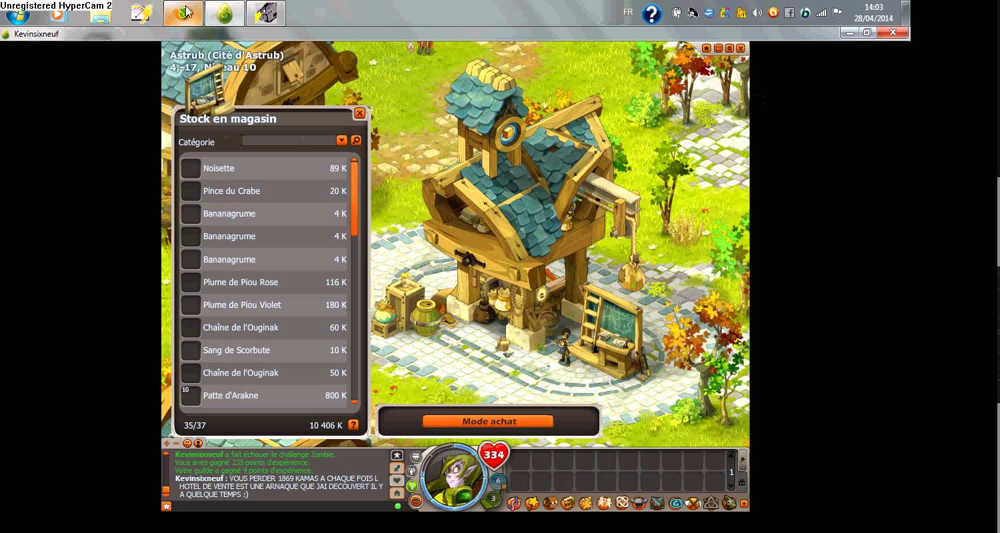 Unregistered HyperCam 2
FR
14:03
28/04/2014
Kevinsixneuf
Astrub (Cité d'Astrub)
4,-17, Niveau 10
Stock en magasin
Catégorie
Noisette 89 K
Pince du Crabe 20 K
Bananagrume 4 K
Bananagrume 4 K
Bananagrume 4 K
Plume de Piou Rose 116 K
Plume de Piou Violet 180 K
Chaîne de l'Ouginak 60 K
Sang de Scorbute 10 K
Chaîne de l'Ouginak 50 K
10 Patte d'Arakne 800 K
35/37 10 406 K ?
Mode achat
Kevinsixneuf a fait échouer le challenge Zombie.
Vous avez gagné 235 points d'expérience.
Votre guilde a gagné 9 points d'expérience.
Kevinsixneuf : VOUS PERDER 1869 KAMAS A CHAQUE FOIS L
HOTEL DE VENTE EST UNE ARNAQUE QUE JAI DECOUVERT IL Y
A QUELQUE TEMPS :)
334
6
3
1